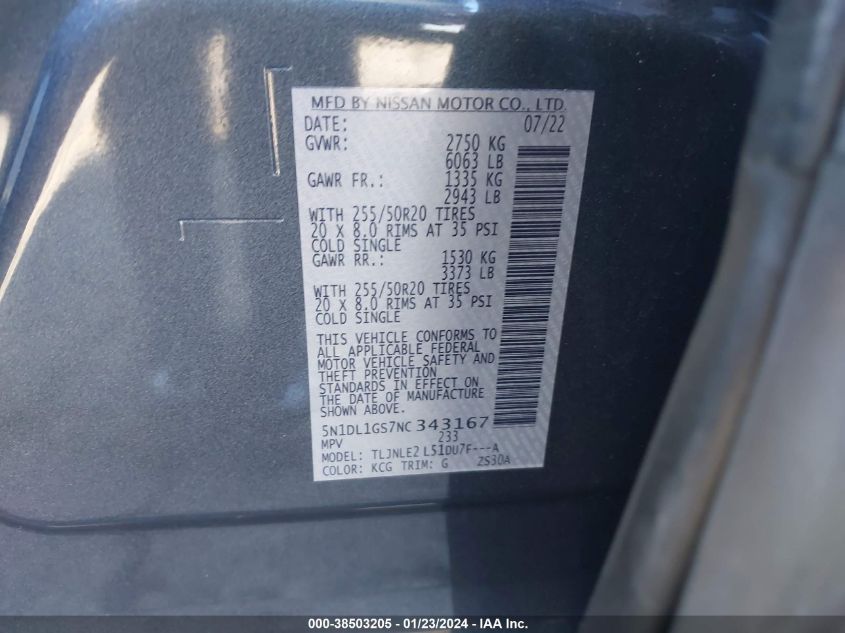 MFD BY NISSAN MOTOR CO., LTD.
DATE: 07/22
GVWR: 2750 KG
6063 LB
GAWR FR.: 1335 KG
2943 LB
WITH 255/50R20 TIRES
20 X 8.0 RIMS AT 35 PSI
COLD SINGLE
GAWR RR.: 1530 KG
3373 LB
WITH 255/50R20 TIRES
20 X 8.0 RIMS AT 35 PSI
COLD SINGLE
THIS VEHICLE CONFORMS TO
ALL APPLICABLE FEDERAL
MOTOR VEHICLE SAFETY AND
THEFT PREVENTION
STANDARDS IN EFFECT ON
THE DATE OF MANUFACTURE
SHOWN ABOVE.
5N1DL1GS7NC 343167
MPV 233
MODEL: TLJNLE2 L51DU7F---A
COLOR: KCG TRIM: G ZS30A
000-38503205 - 01/23/2024 - Copyright © 2024 IAA, Inc.